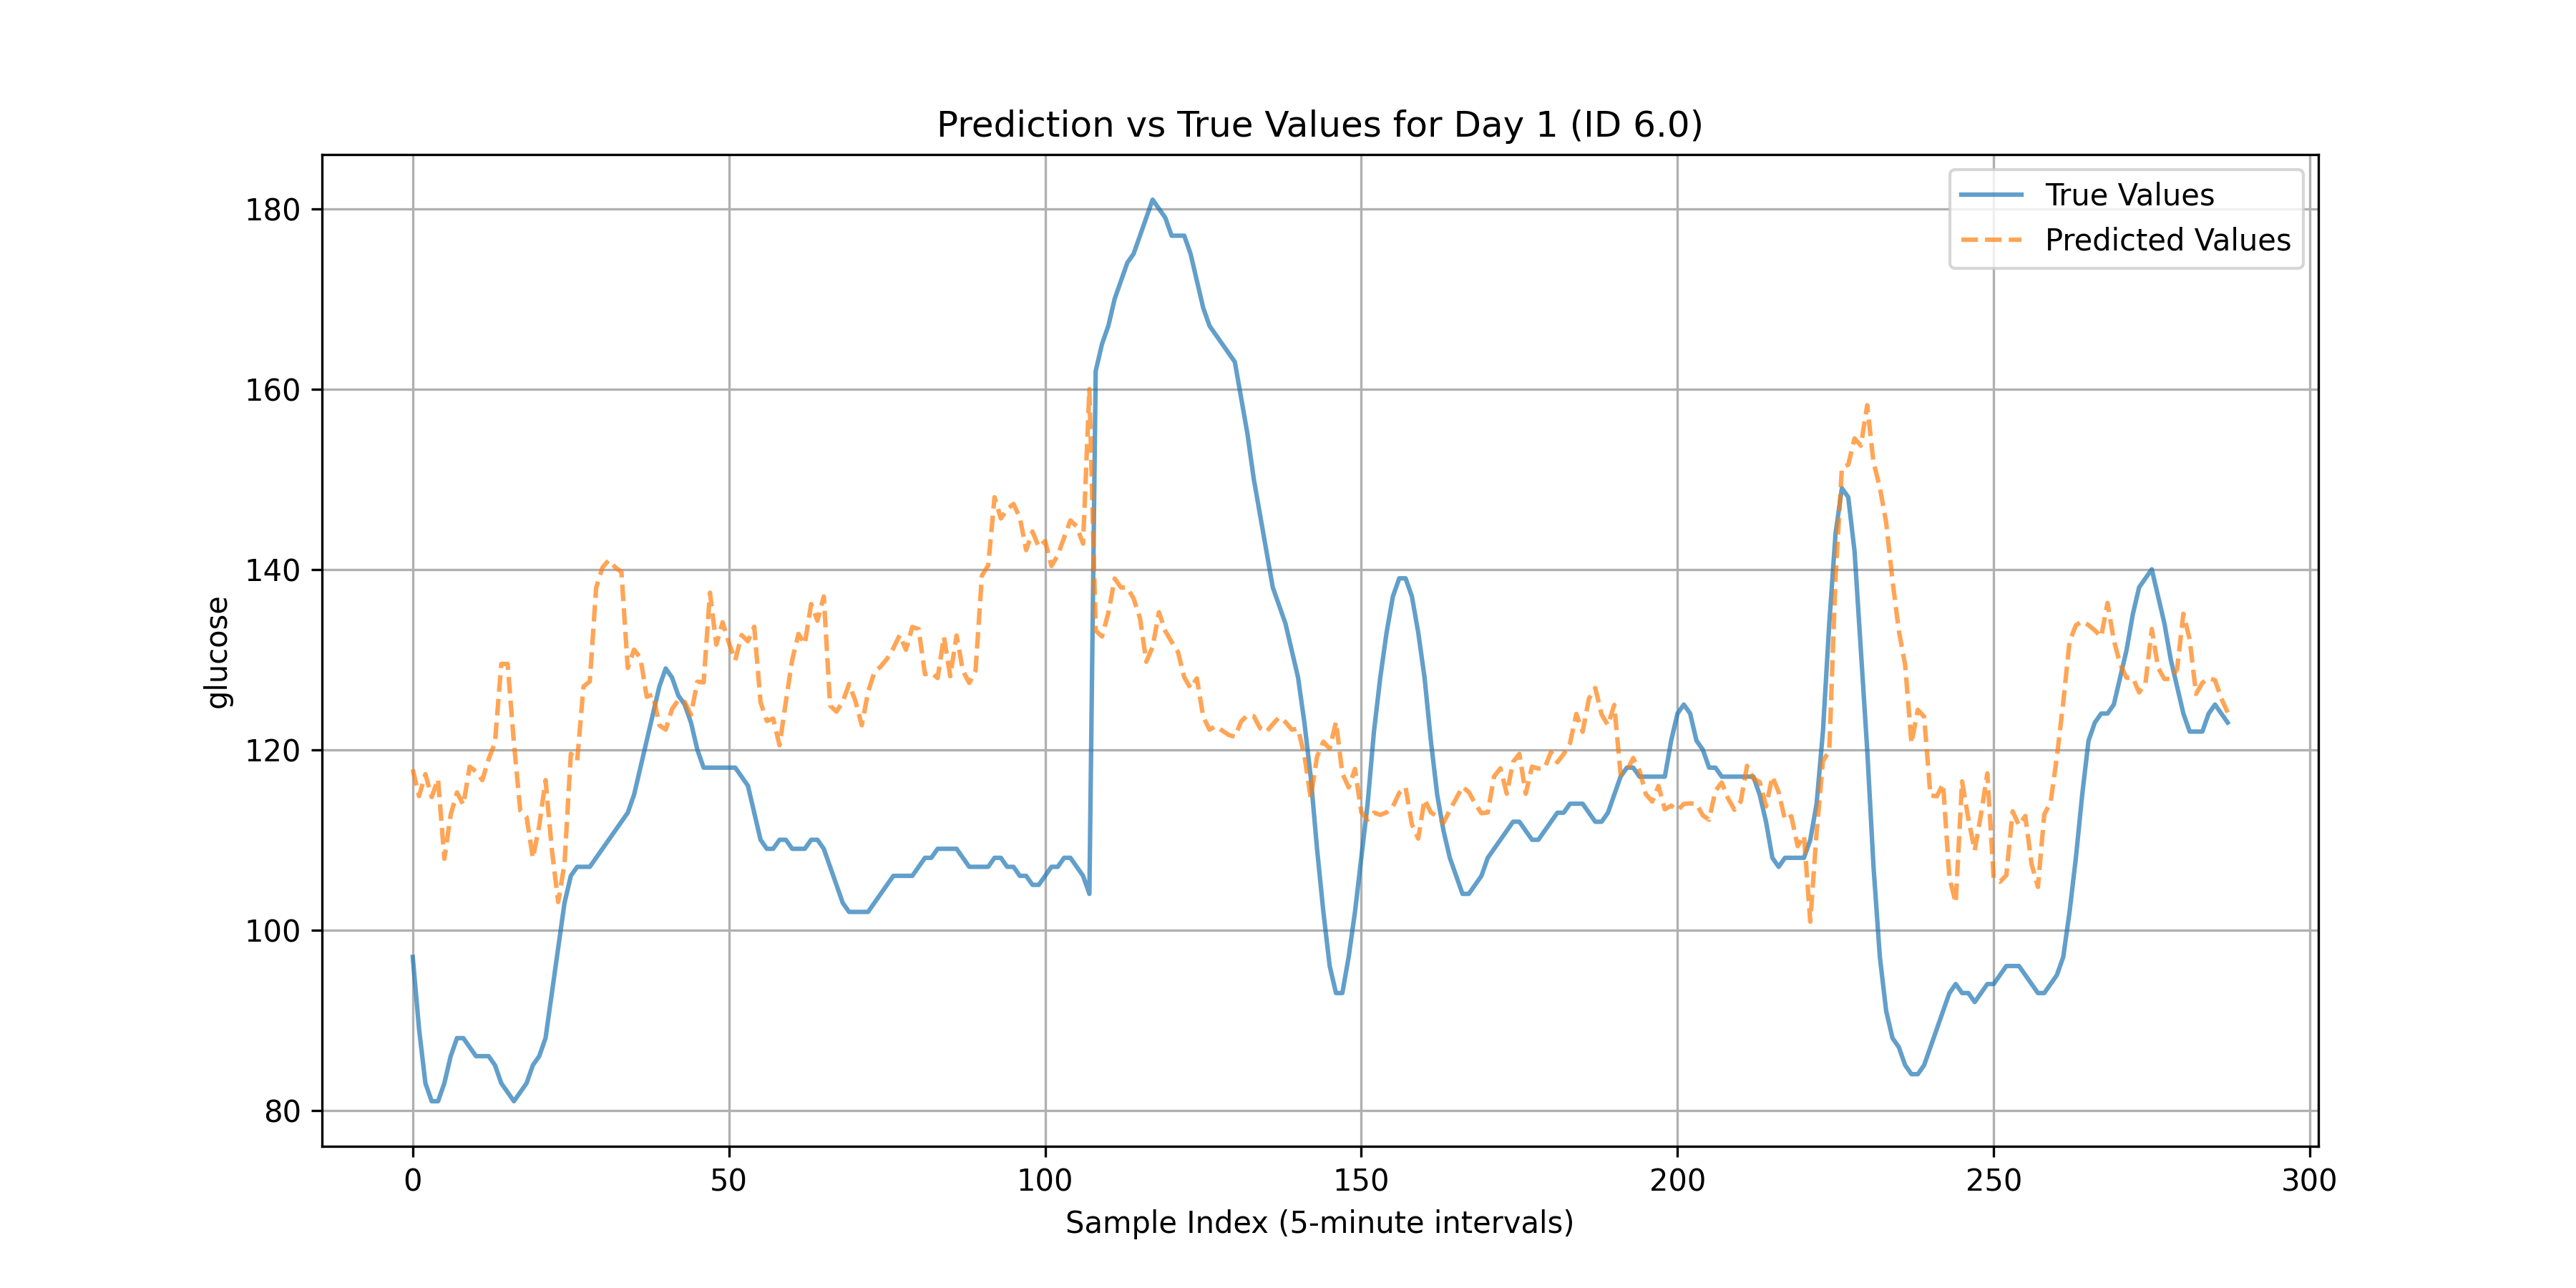 Prediction vs True Values for Day 1 (ID 6.0)
True Values
Predicted Values
180
160
140
120
100
80
glucose
0 50 100 150 200 250 300
Sample Index (5-minute intervals)